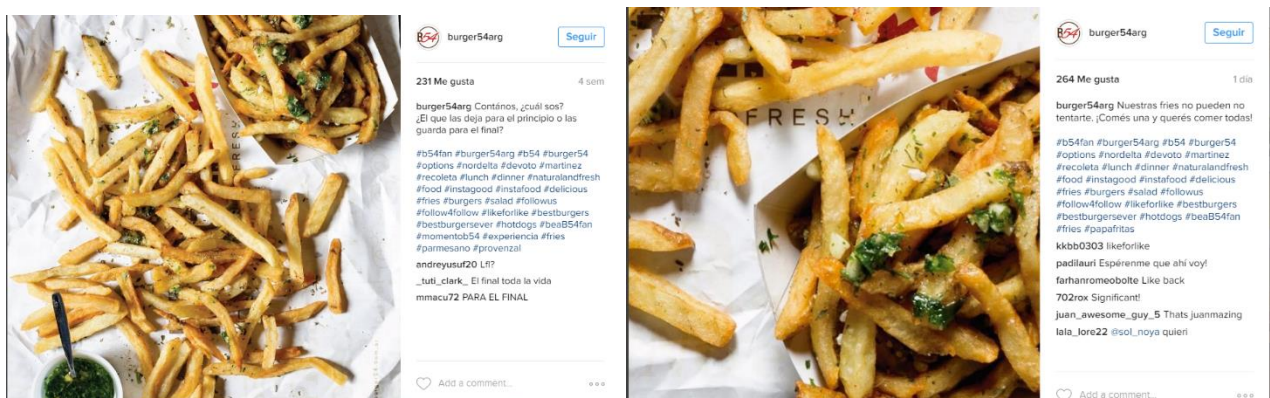 FRESH
B54
burger54arg
Seguir
231 Me gusta
4 sem
burger54arg Contános, ¿cuál sos?
¿El que las deja para el principio o las
guarda para el final?
#b54fan #burger54arg #b54 #burger54
#options #nordelta #devoto #martinez
#recoleta #lunch #dinner #naturalandfresh
#food #instagood #instafood #delicious
#fries #burgers #salad #followus
#follow4follow #likeforlike #bestburgers
#bestburgersever #hotdogs #beaB54fan
#momentob54 #experiencia #fries
#parmesano #provenzal
andreyusuf20 Lfl?
_tuti_clark_ El final toda la vida
mmacu72 PARA EL FINAL
Add a comment...
FRESH
B54
burger54arg
Seguir
264 Me gusta
1 día
burger54arg Nuestras fries no pueden no
tentarte. ¡Comés una y querés comer todas!
#b54fan #burger54arg #b54 #burger54
#options #nordelta #devoto #martinez
#recoleta #lunch #dinner #naturalandfresh
#food #instagood #instafood #delicious
#fries #burgers #salad #followus
#follow4follow #likeforlike #bestburgers
#bestburgersever #hotdogs #beaB54fan
#fries #papafritas
kkbb0303 likeforlike
padilauri Espérenme que ahí voy!
farhanromeobolte Like back
702rox Significant!
juan_awesome_guy_5 Thats juanmazing
lala_lore22 @sol_noya quieri
Add a comment...